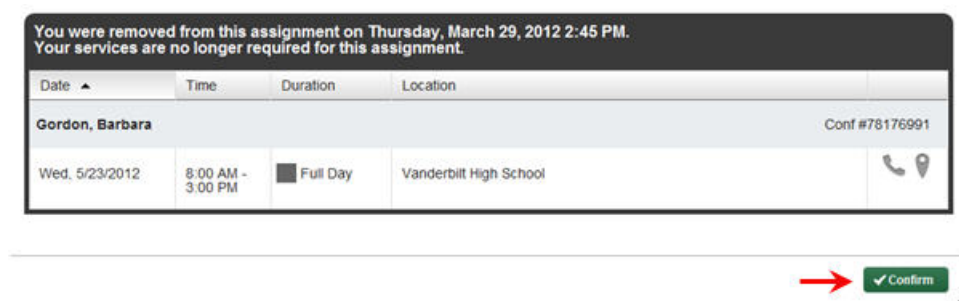 You were removed from this assignment on Thursday, March 29, 2012 2:45 PM.
Your services are no longer required for this assignment.
Date Time Duration Location
Gordon, Barbara Conf #78176991
Wed, 5/23/2012 8:00 AM - Full Day Vanderbilt High School
3:00 PM
Confirm